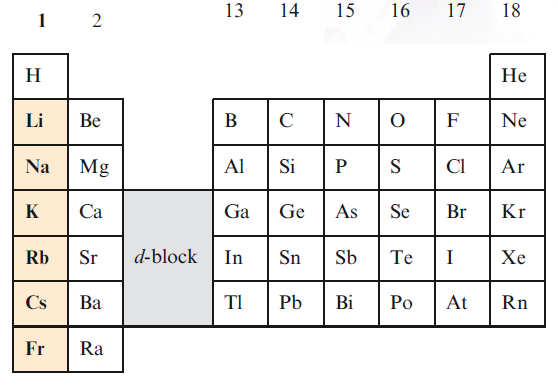 1 2 13 14 15 16 17 18
H He
Li Be B C N O F Ne
Na Mg Al Si P S Cl Ar
K Ca Ga Ge As Se Br Kr
Rb Sr d-block In Sn Sb Te I Xe
Cs Ba Tl Pb Bi Po At Rn
Fr Ra